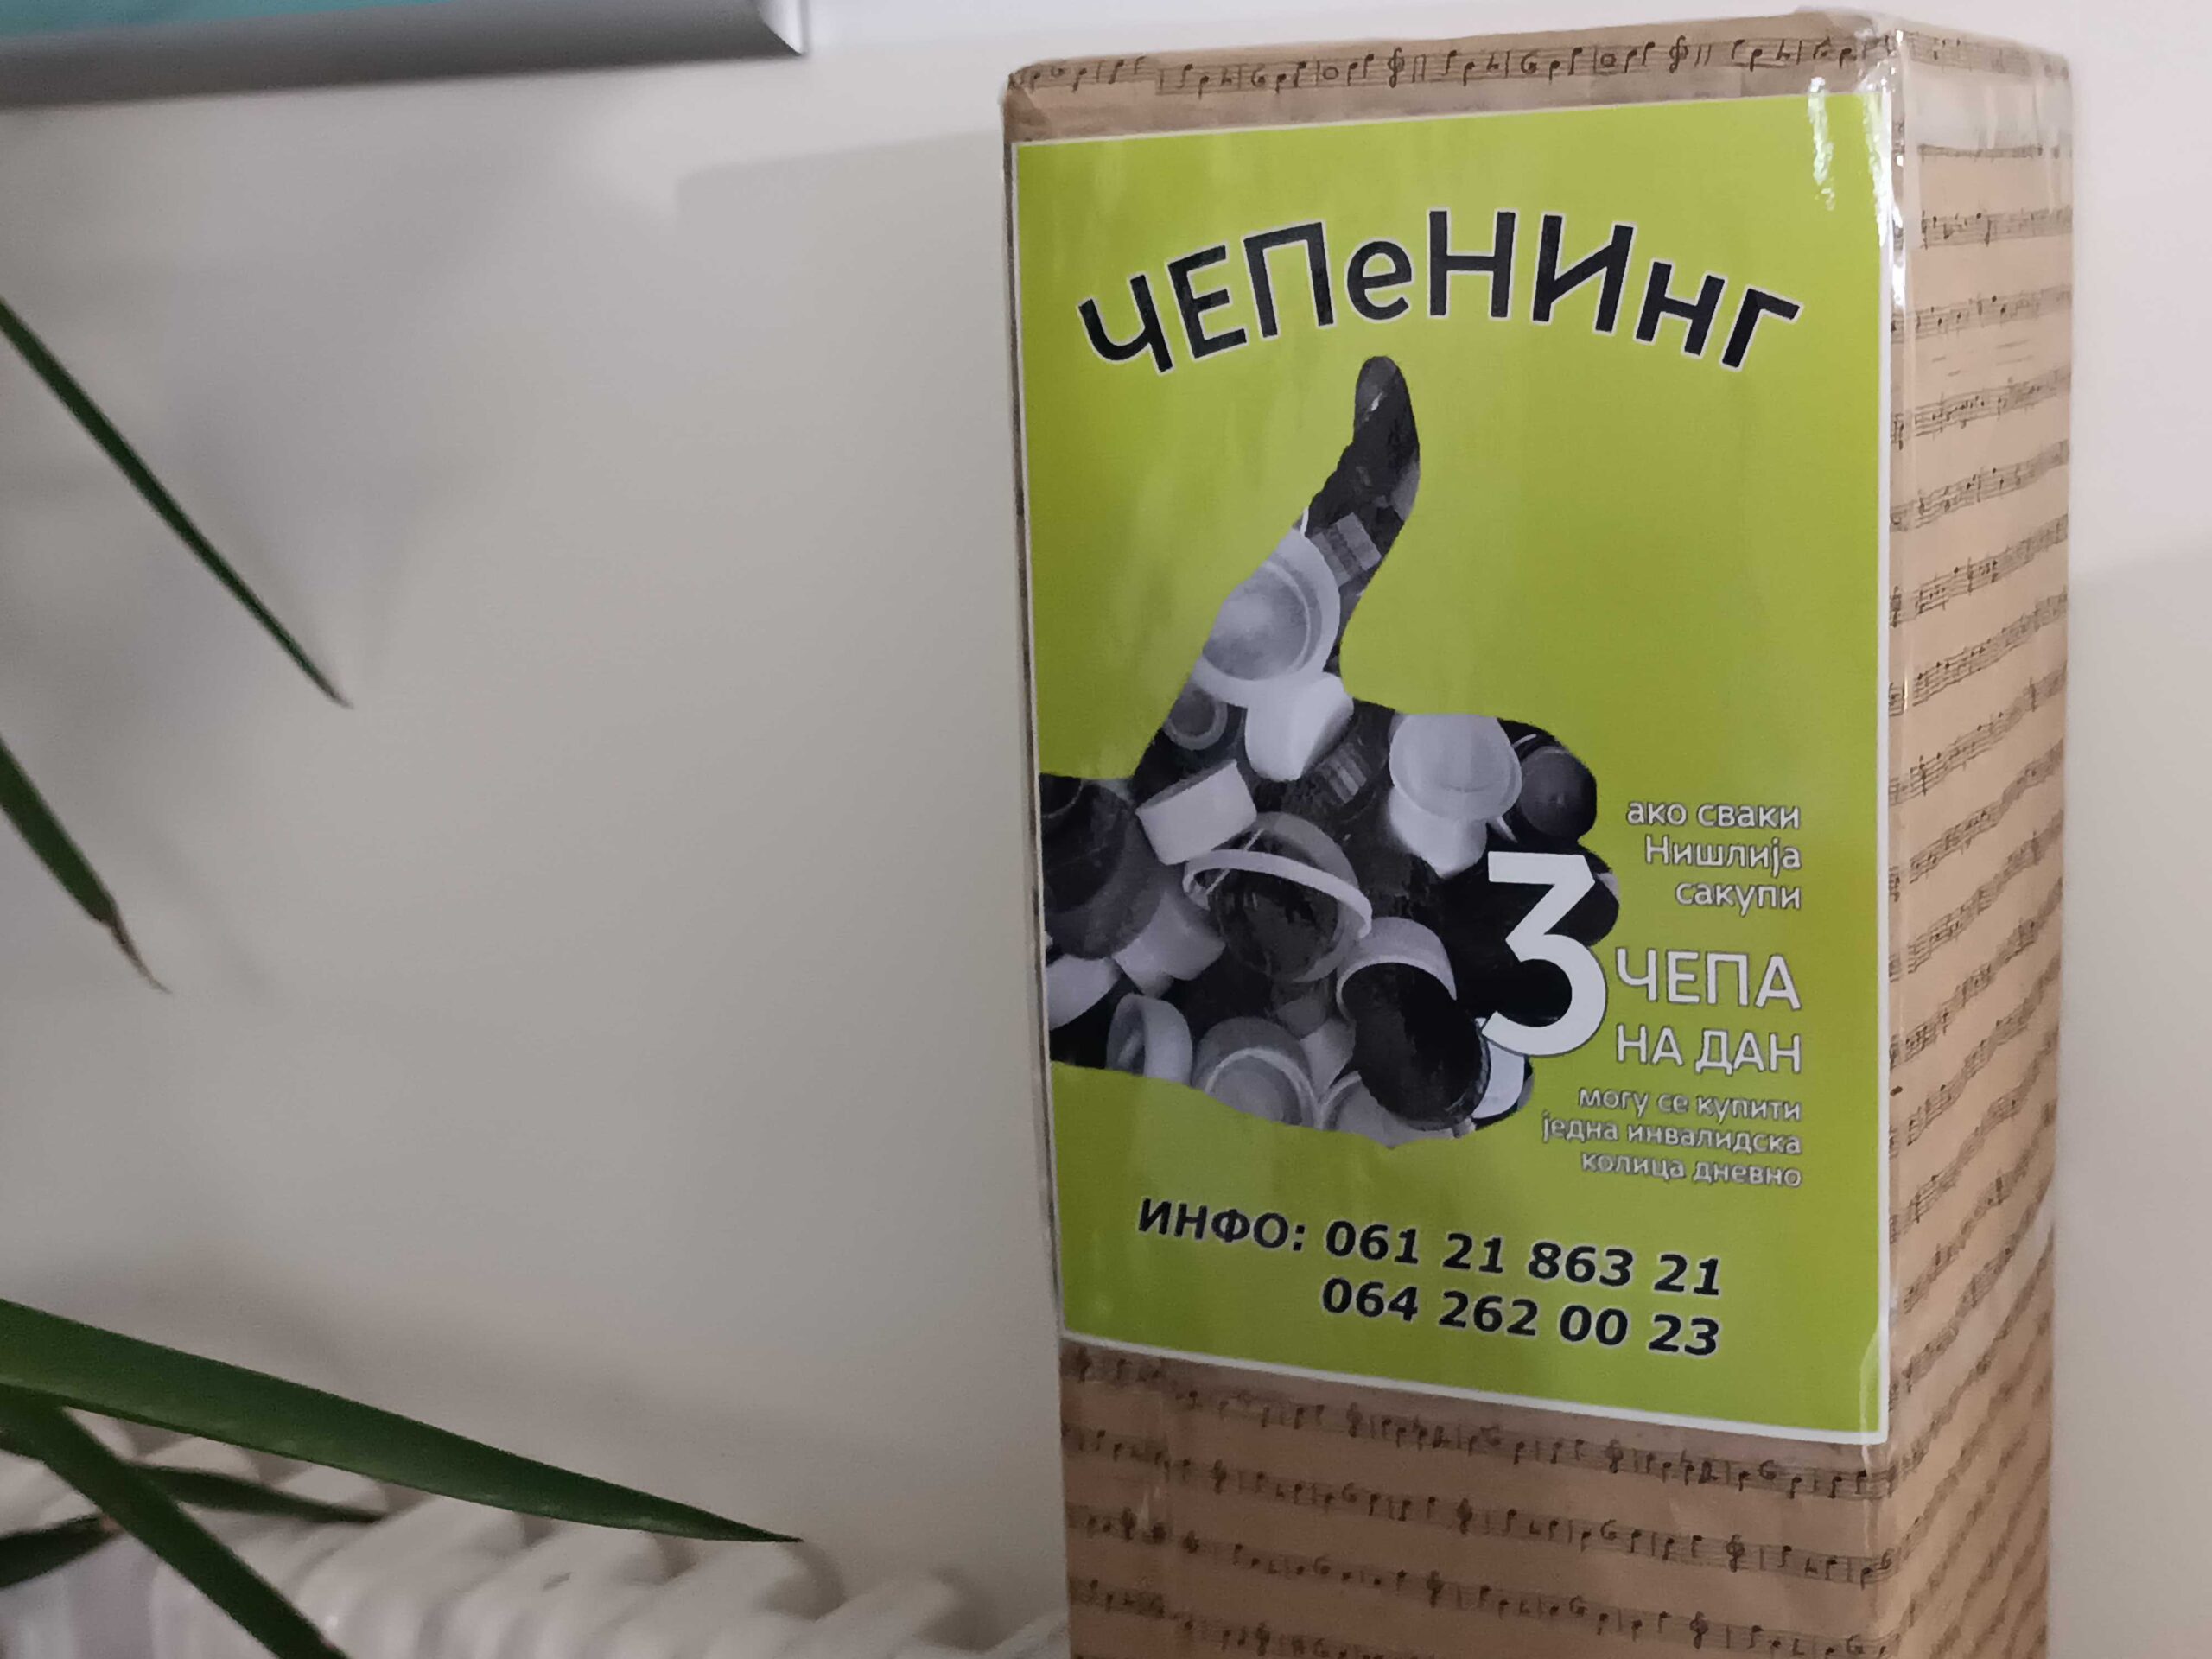 ЧЕПеНИнг
ако сваки
Нишлија
сакупи
3 ЧЕПА
НА ДАН
могу се купити
једна инвалидска
колица дневно
ИНФО: 061 21 863 21
064 262 00 23